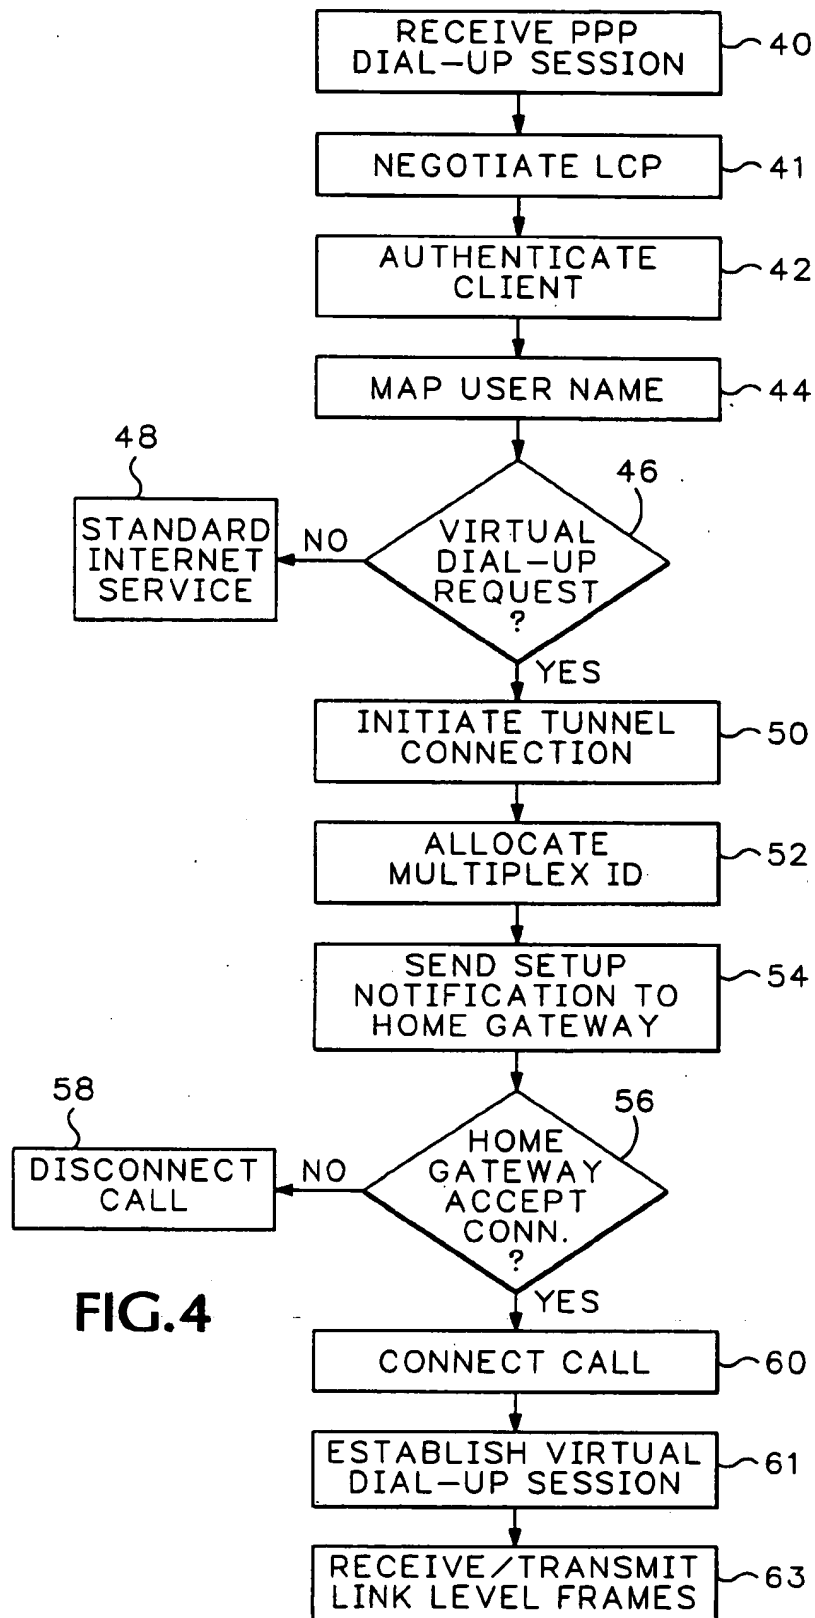 RECEIVE PPP
DIAL-UP SESSION
40
NEGOTIATE LCP
41
AUTHENTICATE
CLIENT
42
MAP USER NAME
44
48
STANDARD
INTERNET
SERVICE
NO
46
VIRTUAL
DIAL-UP
REQUEST
?
YES
INITIATE TUNNEL
CONNECTION
50
ALLOCATE
MULTIPLEX ID
52
SEND SETUP
NOTIFICATION TO
HOME GATEWAY
54
58
DISCONNECT
CALL
NO
56
HOME
GATEWAY
ACCEPT
CONN.
?
YES
FIG.4
CONNECT CALL
60
ESTABLISH VIRTUAL
DIAL-UP SESSION
61
RECEIVE/TRANSMIT
LINK LEVEL FRAMES
63